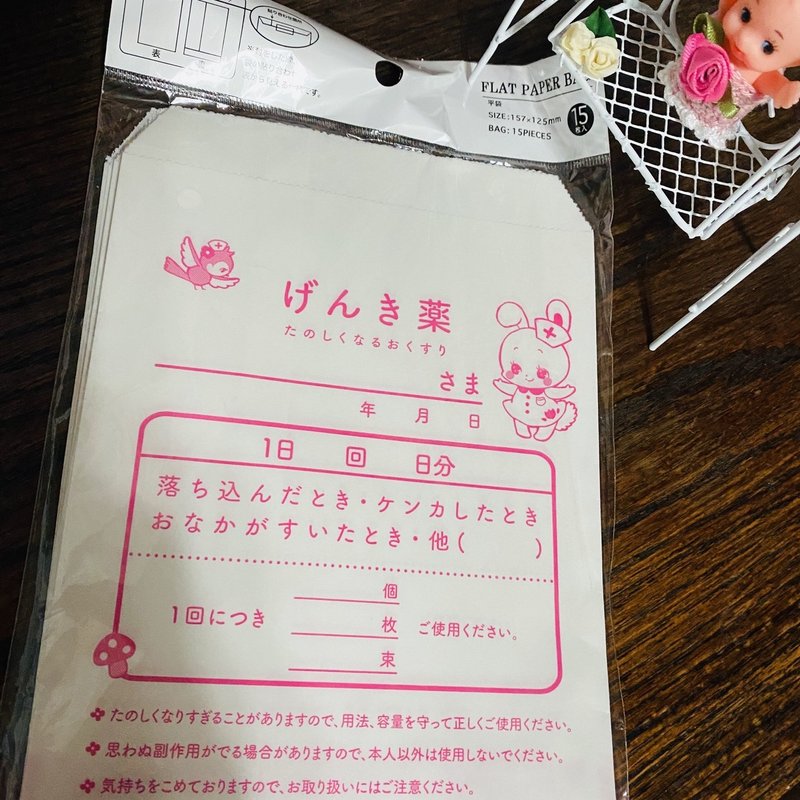 表
FLAT PAPER BA
平袋
SIZE:157×125mm
BAG: 15PIECES
15
枚入
げんき薬
たのしくなるおくすり
さま
年 月 日
1日 回 日分
落ち込んだとき・ケンカしたとき
おなかがすいたとき・他( )
個
1回につき 枚 ご使用ください。
束
たのしくなりすぎることがありますので、用法、容量を守って正しくご使用ください。
思わぬ副作用がでる場合がありますので、本人以外は使用しないでください。
気持ちをこめておりますので、お取り扱いにはご注意ください。